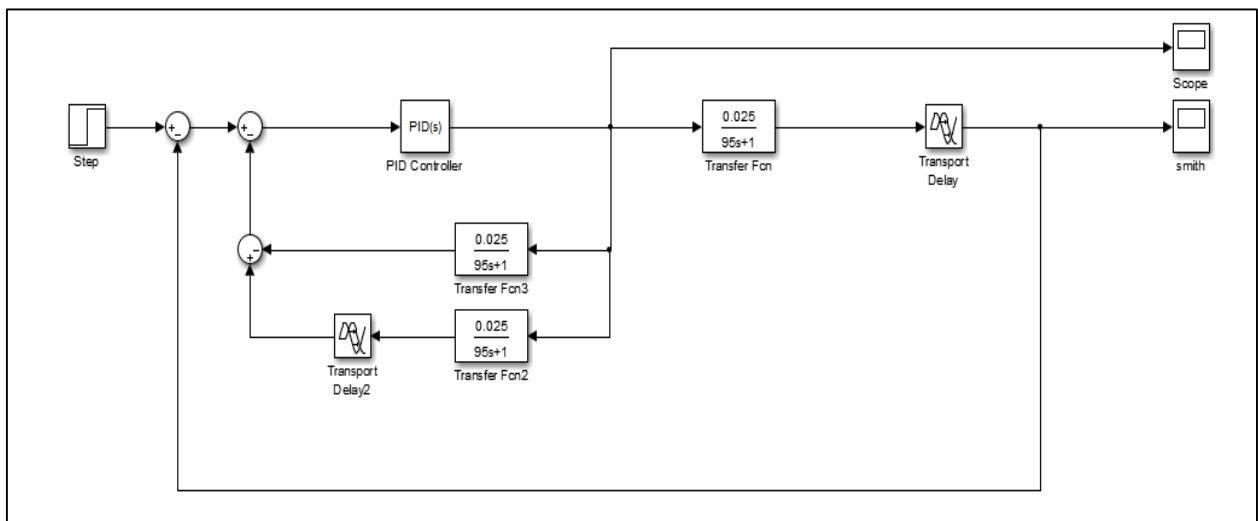 Scope
Step
PID(s)
PID Controller
0.025
95s+1
Transfer Fcn
Transport
Delay
smith
0.025
95s+1
Transfer Fcn3
0.025
95s+1
Transfer Fcn2
Transport
Delay2